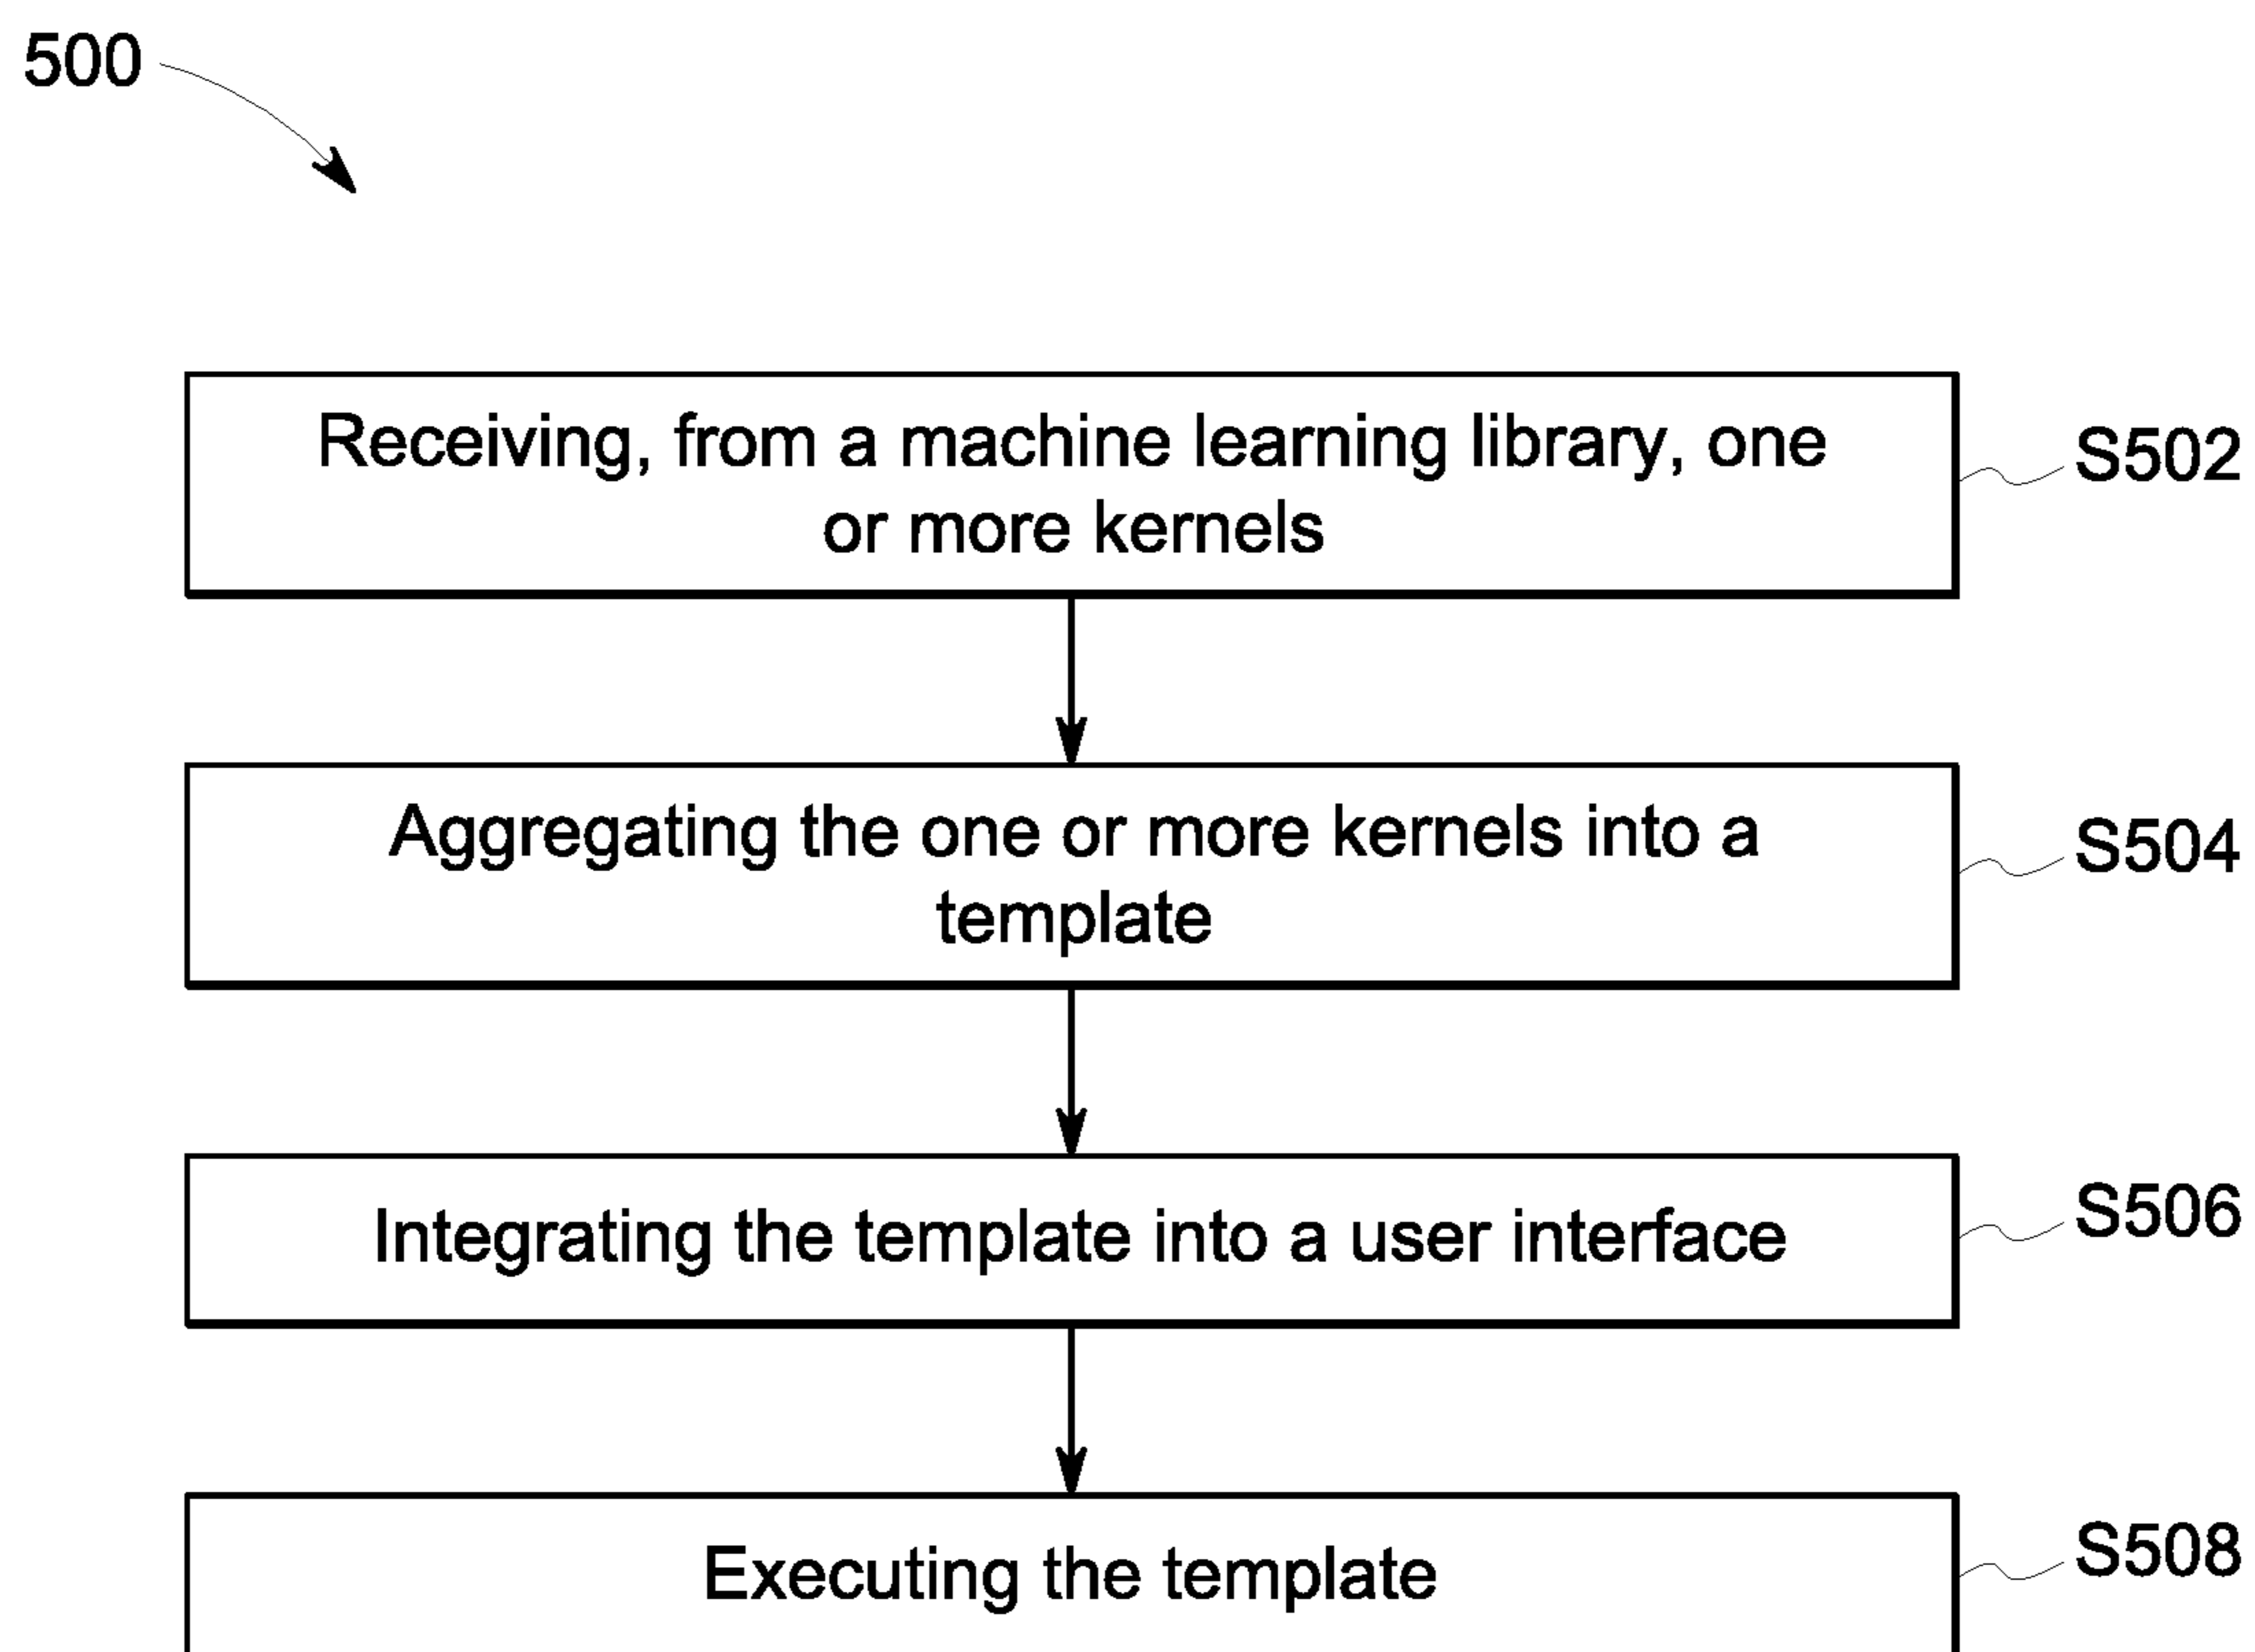 500
Receiving, from a machine learning library, one
or more kernels
S502
Aggregating the one or more kernels into a
template
S504
Integrating the template into a user interface
S506
Executing the template
S508